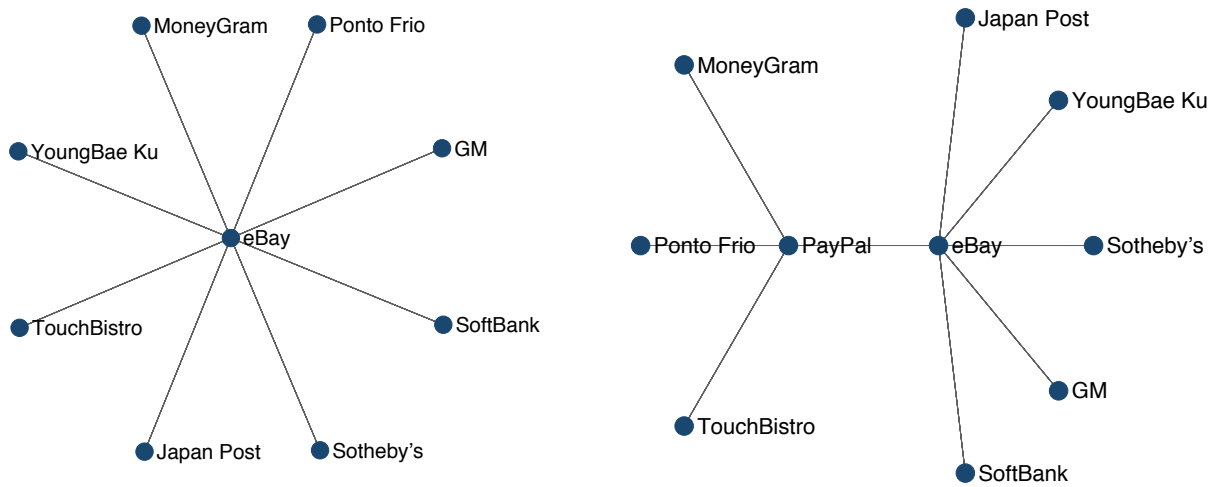 MoneyGram
Ponto Frio
YoungBae Ku
GM
eBay
TouchBistro
SoftBank
Japan Post
Sotheby’s
Japan Post
MoneyGram
YoungBae Ku
Ponto Frio
PayPal
eBay
Sotheby’s
GM
TouchBistro
SoftBank